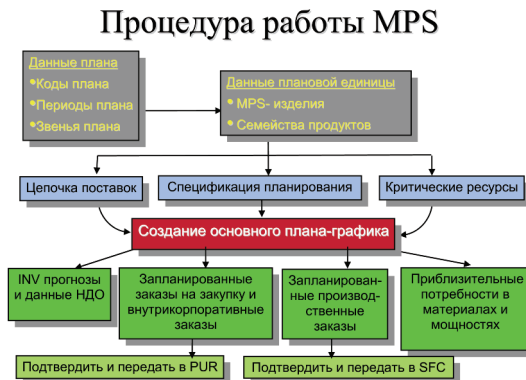 Процедура работы MPS
Данные плана
•Коды плана
•Периоды плана
•Звенья плана
Данные плановой единицы
• MPS- изделия
• Семейства продуктов
Цепочка поставок
Спецификация планирования
Критические ресурсы
Создание основного плана-графика
INV прогнозы
и данные НДО
Запланированные
заказы на закупку и
внутрикорпоративные
заказы
Запланирован-
ные производ-
ственные
заказы
Приблизительные
потребности в
материалах и
мощностях
Подтвердить и передать в PUR
Подтвердить и передать в SFC